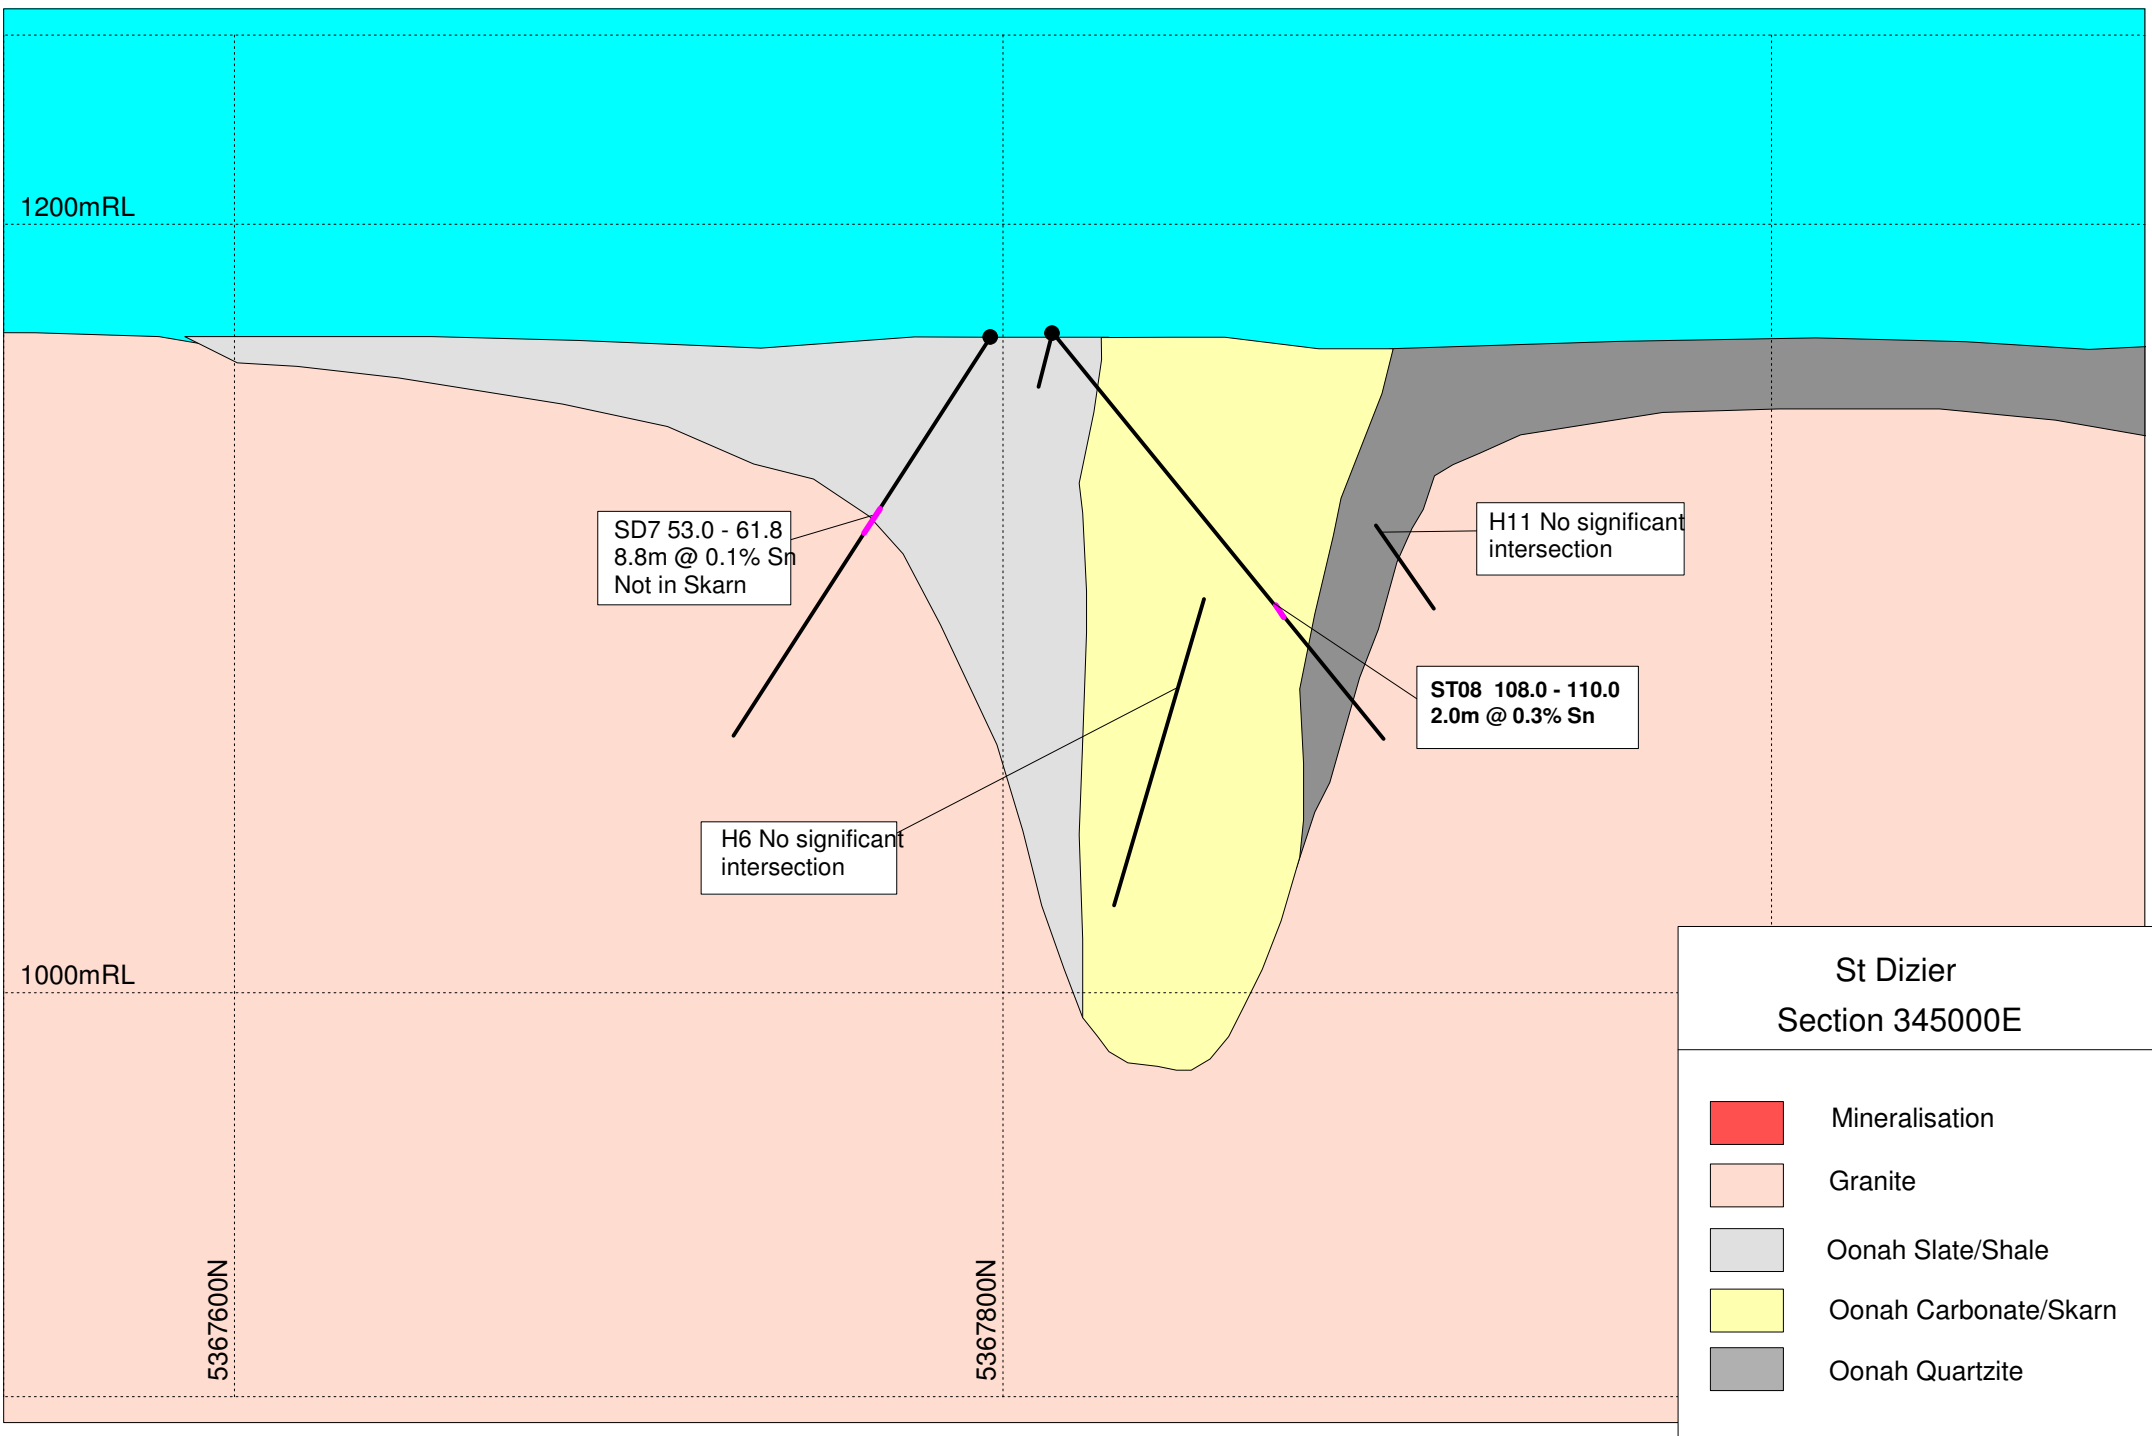 1200mRL
SD7 53.0 - 61.8
8.8m @ 0.1% Sn
Not in Skarn
H11 No significant
intersection
ST08  108.0 - 110.0
2.0m @ 0.3% Sn
H6 No significant
intersection
1000mRL
5367600N
5367800N
St Dizier
Section 345000E
Mineralisation
Granite
Oonah Slate/Shale
Oonah Carbonate/Skarn
Oonah Quartzite